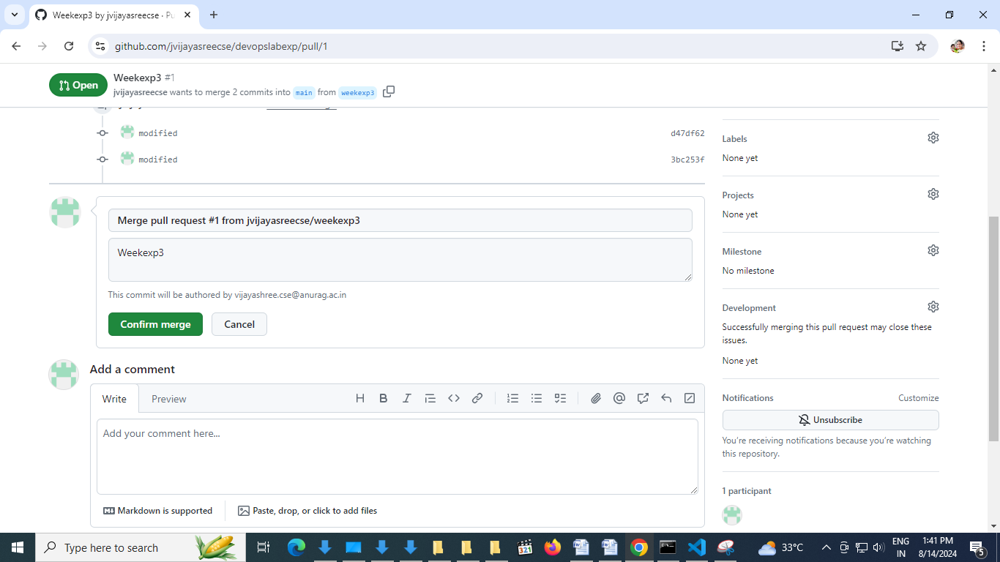 Weekexp3 by jvijayasreecse · Pu
github.com/jvijayasreecse/devopslabexp/pull/1
Open
Weekexp3 #1
jvijayasreecse wants to merge 2 commits into main from weekexp3
modified d47df62
modified 3bc253f
Merge pull request #1 from jvijayasreecse/weekexp3
Weekexp3
This commit will be authored by vijayashree.cse@anurag.ac.in
Confirm merge
Cancel
Add a comment
Write
Preview
Add your comment here...
Markdown is supported
Paste, drop, or click to add files
Labels
None yet
Projects
None yet
Milestone
No milestone
Development
Successfully merging this pull request may close these
issues.
None yet
Notifications
Customize
Unsubscribe
You're receiving notifications because you're watching
this repository.
1 participant
Type here to search
321
33°C
ENG
IN
1:41 PM
8/14/2024
5